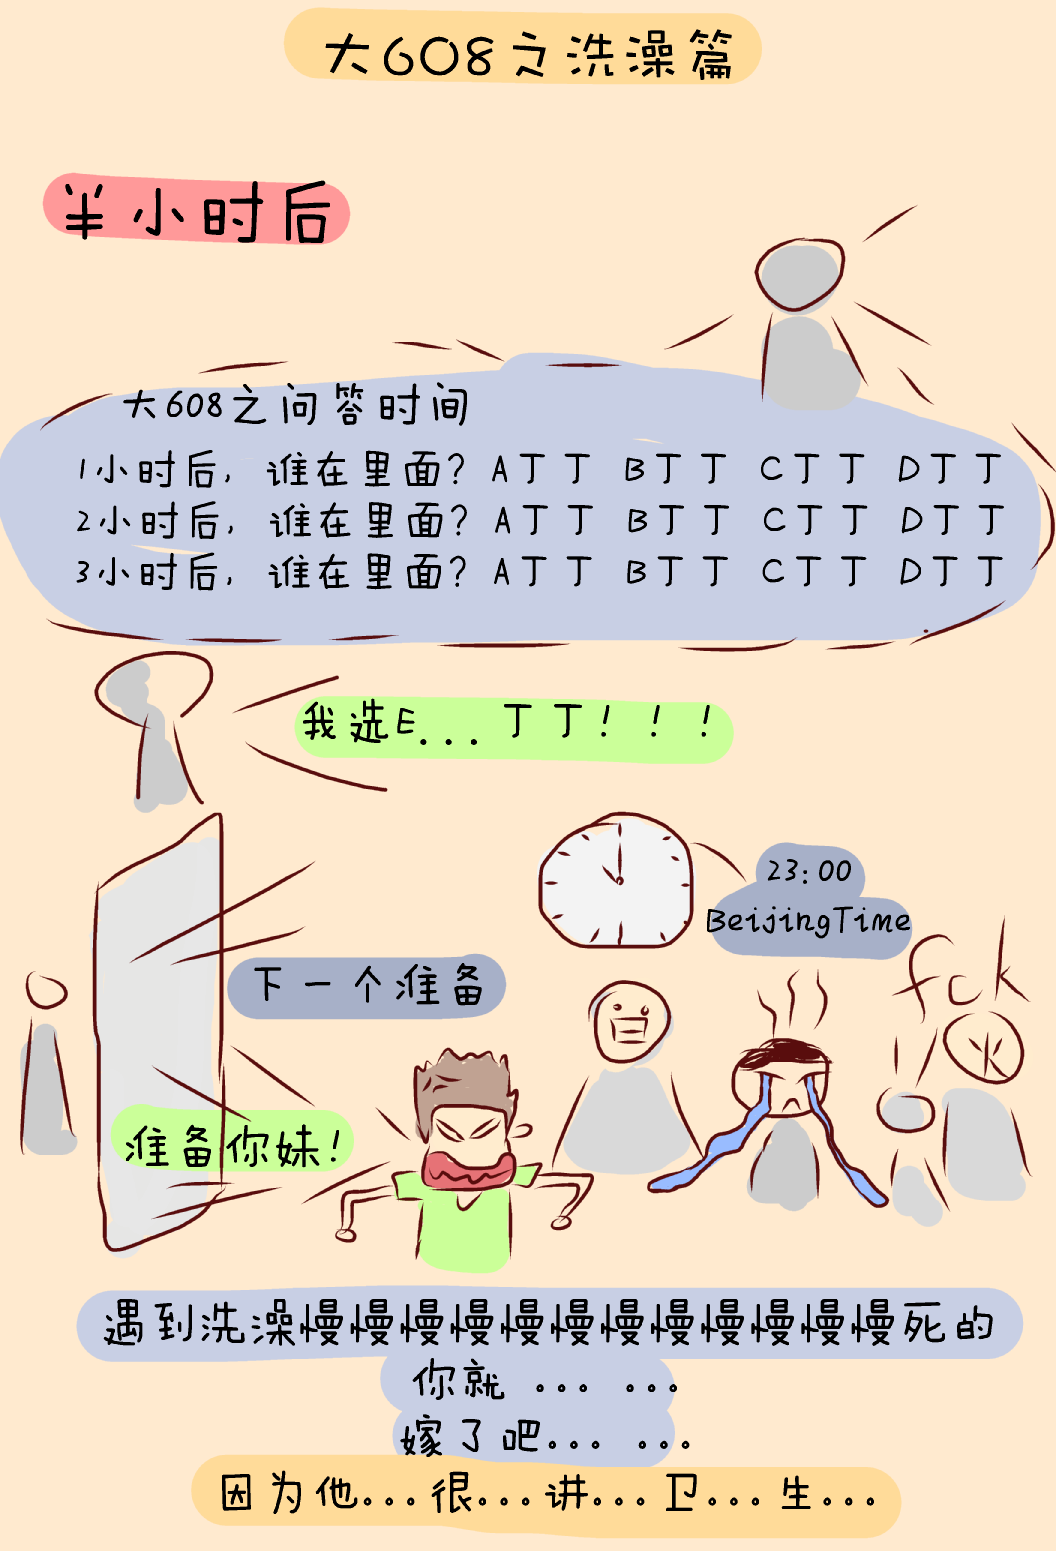 大608之洗澡篇
半小时后
大608之问答时间
1小时后,谁在里面?A丁丁 B丁丁 C丁丁 D丁丁
2小时后,谁在里面?A丁丁 B丁丁 C丁丁 D丁丁
3小时后,谁在里面?A丁丁 B丁丁 C丁丁 D丁丁
我选E...丁丁!!!
23:00
BeijingTime
fck
下一个准备
准备你妹!
遇到洗澡慢慢慢慢慢慢慢慢慢慢慢慢死的
你就... ...
嫁了吧... ...
因为他...很...讲...卫...生...